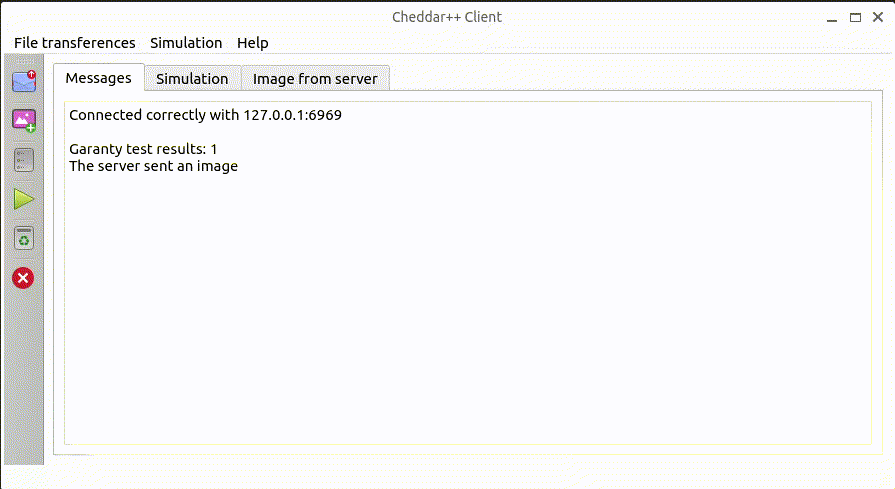 Cheddar++ Client
File transferences Simulation Help
Messages Simulation Image from server
Connected correctly with 127.0.0.1:6969
Garanty test results: 1
The server sent an image